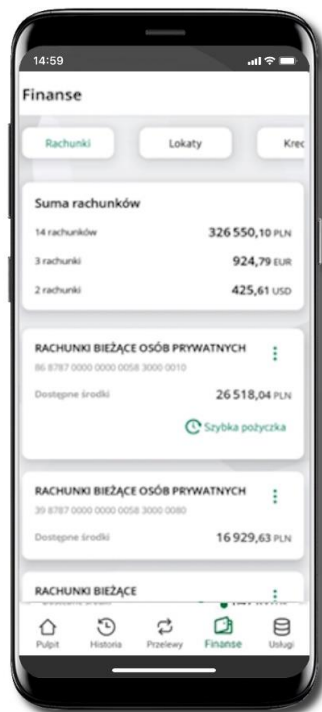 14:59
Finanse
Rachunki
Lokaty
Kred
Suma rachunków
14 rachunków 326 550,10 PLN
3 rachunki 924,79 EUR
2 rachunki 425,61 USD
RACHUNKI BIEŻĄCE OSÓB PRYWATNYCH
86 8787 0000 0000 0058 3000 0010
Dostępne środki 26 518,04 PLN
Szybka pożyczka
RACHUNKI BIEŻĄCE OSÓB PRYWATNYCH
39 8787 0000 0000 0058 3000 0080
Dostępne środki 16 929,63 PLN
RACHUNKI BIEŻĄCE
Pulpit Historia Przelewy Finanse Usługi